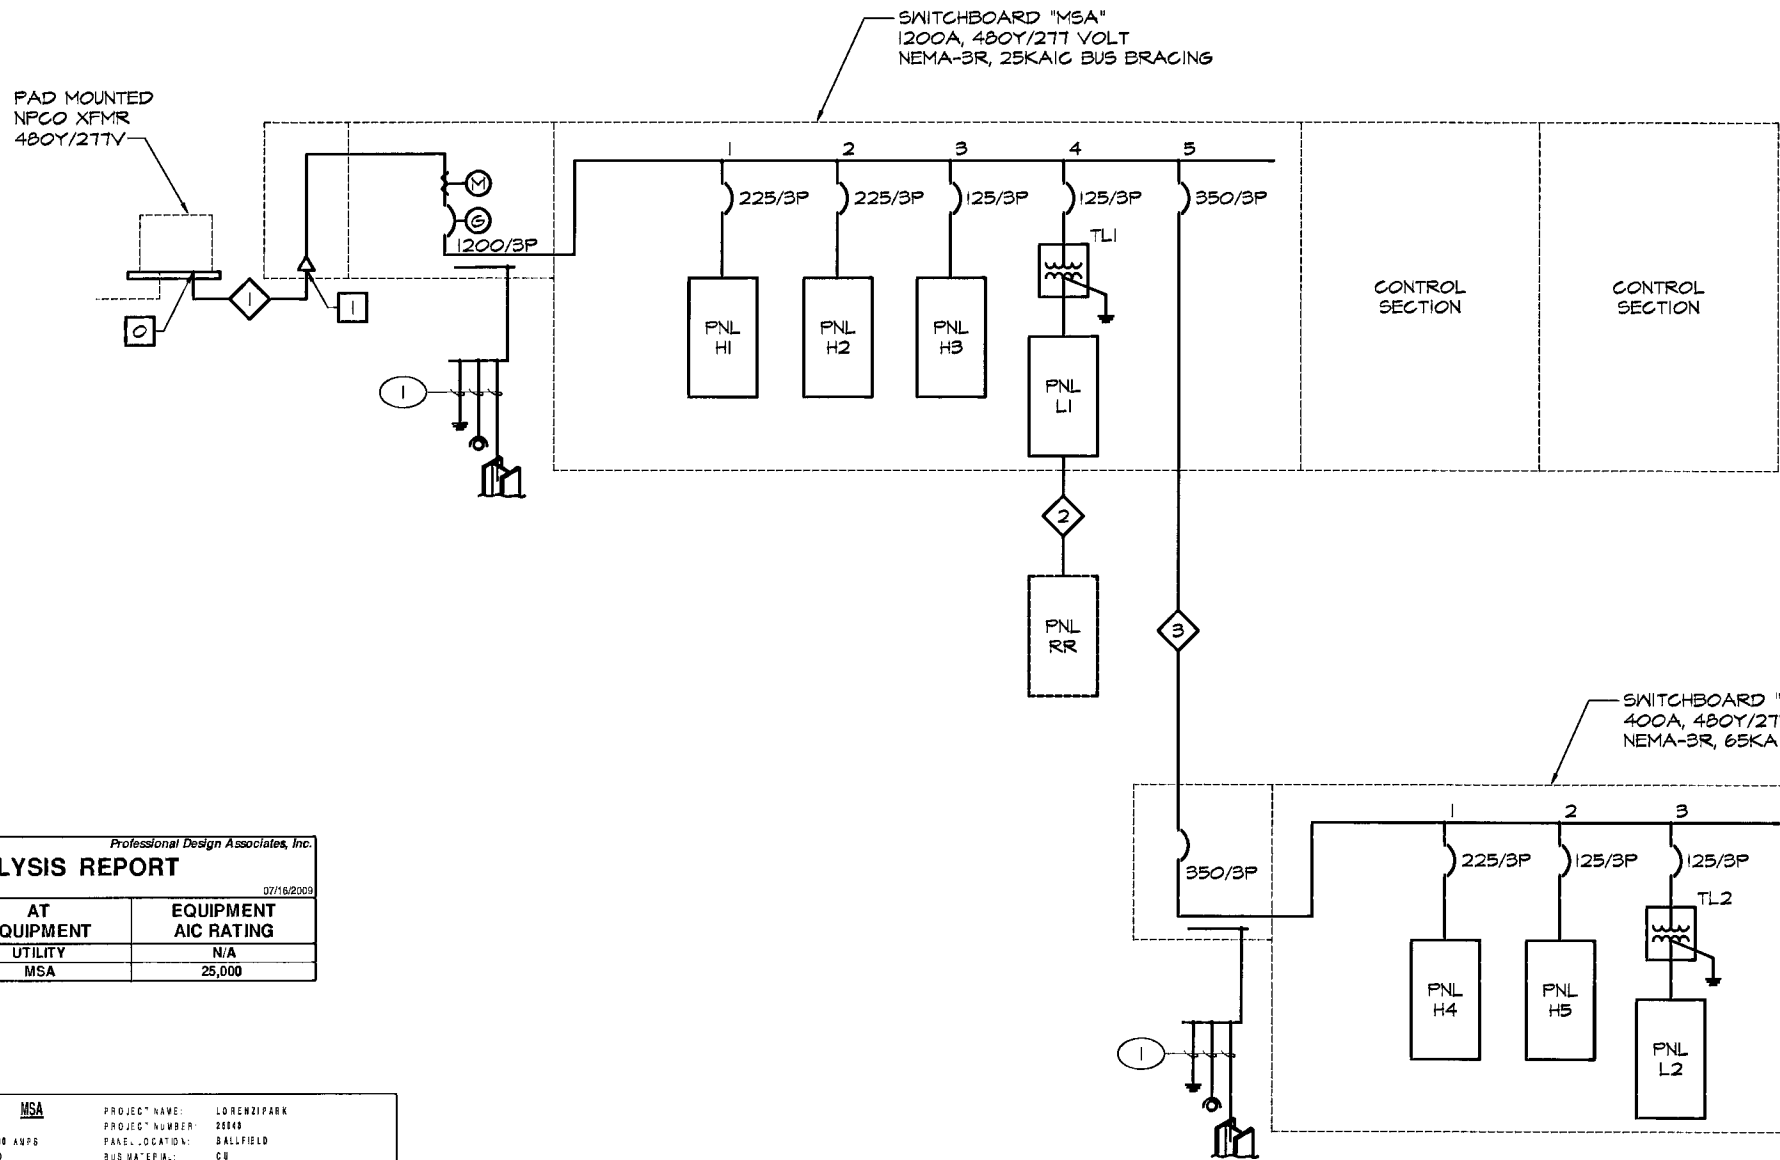 SWITCHBOARD "MSA"
1200A, 480Y/277 VOLT
NEMA-3R, 25KAIC BUS BRACING
PAD MOUNTED
NPCO XFMR
480Y/277V
1 2 3 4 5
M
G
1200/3P
225/3P 225/3P 125/3P 125/3P 350/3P
TL1
1
1
O
PNL
H1
PNL
H2
PNL
H3
PNL
L1
CONTROL
SECTION
CONTROL
SECTION
1
2
PNL
RR
3
SWITCHBOARD "
400A, 480Y/27
NEMA-3R, 65KA
1 2 3
350/3P
225/3P 125/3P 125/3P
TL2
PNL
H4
PNL
H5
PNL
L2
1
Professional Design Associates, Inc.
LYSIS REPORT
07/16/2009
AT
QUIPMENT
EQUIPMENT
AIC RATING
UTILITY N/A
MSA 25,000
MSA PROJECT NAME: LORENZI PARK
PROJECT NUMBER:
AMPS PANEL LOCATION: BALLFIELD
BUS MATERIAL: CU